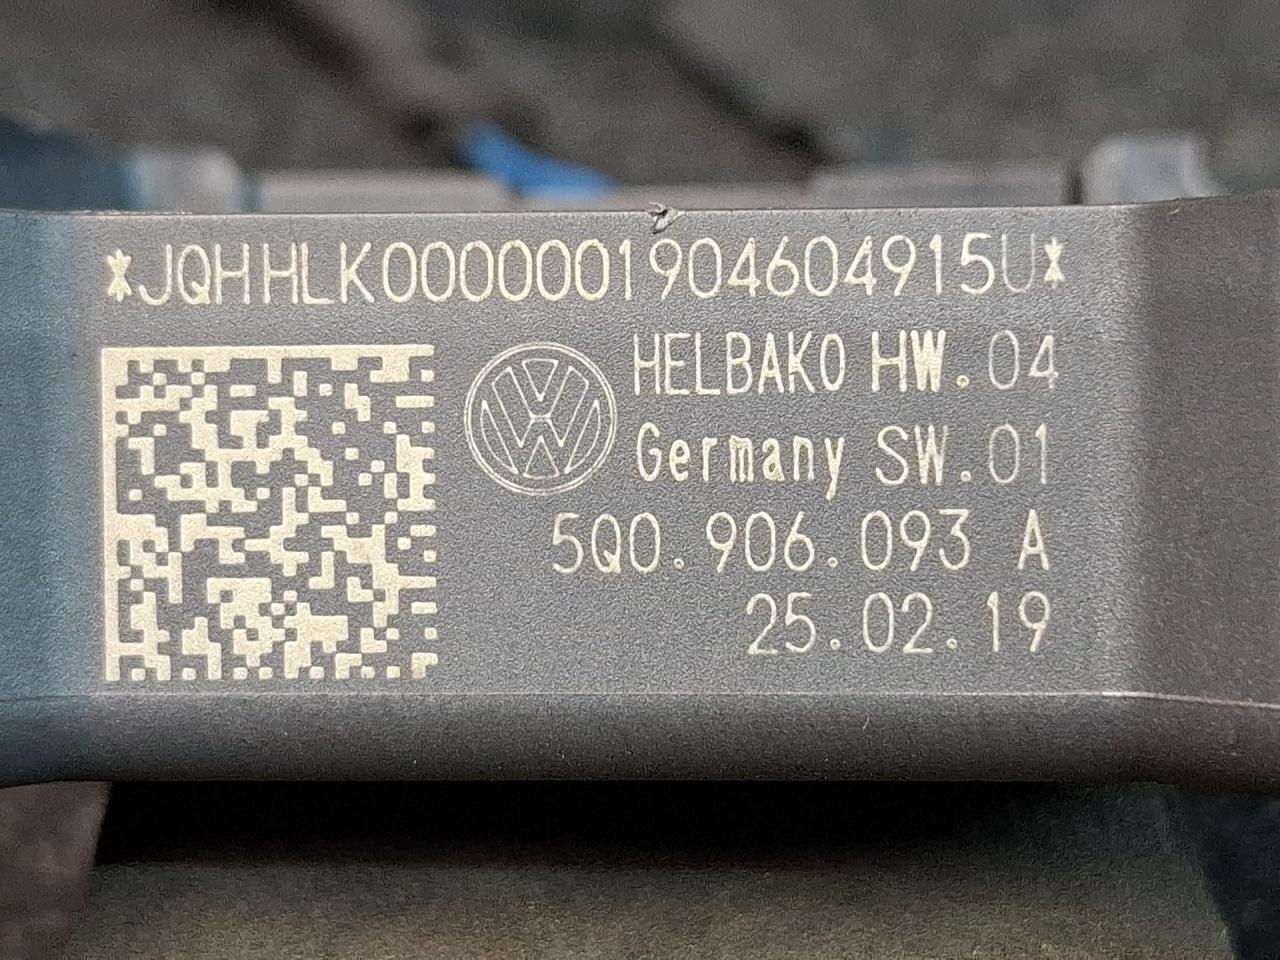 *JQHHLK0000001904604915U*
HELBAKO HW.04
Germany SW.01
5Q0.906.093 A
25.02.19